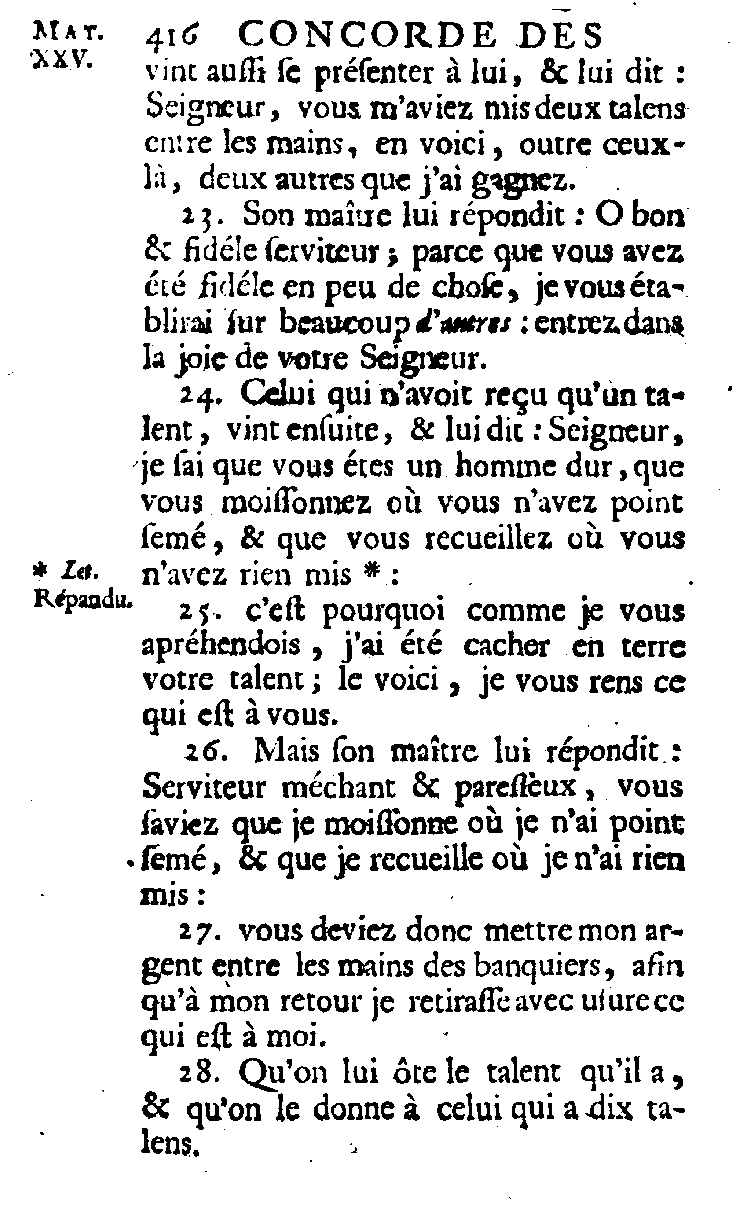 MAT.
XXV.
416 CONCORDE DES
vint auſſi ſe préſenter à lui, & lui dit :
Seigneur, vous m'aviez mis deux talens
entre les mains, en voici, outre ceux-
là, deux autres que j'ai gagnez.
23. Son maître lui répondit : O bon
& fidéle ſerviteur ; parce que vous avez
été fidéle en peu de choſe, je vous éta-
blirai ſur beaucoup d'autres : entrez dans
la joie de votre Seigneur.
24. Celui qui n'avoit reçu qu'un ta-
lent, vint enſuite, & lui dit : Seigneur,
je ſai que vous étes un homme dur, que
vous moiſſonnez où vous n'avez point
ſemé, & que vous recueillez où vous
n'avez rien mis * :
* Let.
Répandu.
25. c'eſt pourquoi comme je vous
apréhendois, j'ai été cacher en terre
votre talent ; le voici, je vous rens ce
qui eſt à vous.
26. Mais ſon maître lui répondit :
Serviteur méchant & pareſſeux, vous
ſaviez que je moiſſonne où je n'ai point
ſemé, & que je recueille où je n'ai rien
mis :
27. vous deviez donc mettre mon ar-
gent entre les mains des banquiers, afin
qu'à mon retour je retiraſſe avec uſure ce
qui eſt à moi.
28. Qu'on lui ôte le talent qu'il a,
& qu'on le donne à celui qui a dix ta-
lens.